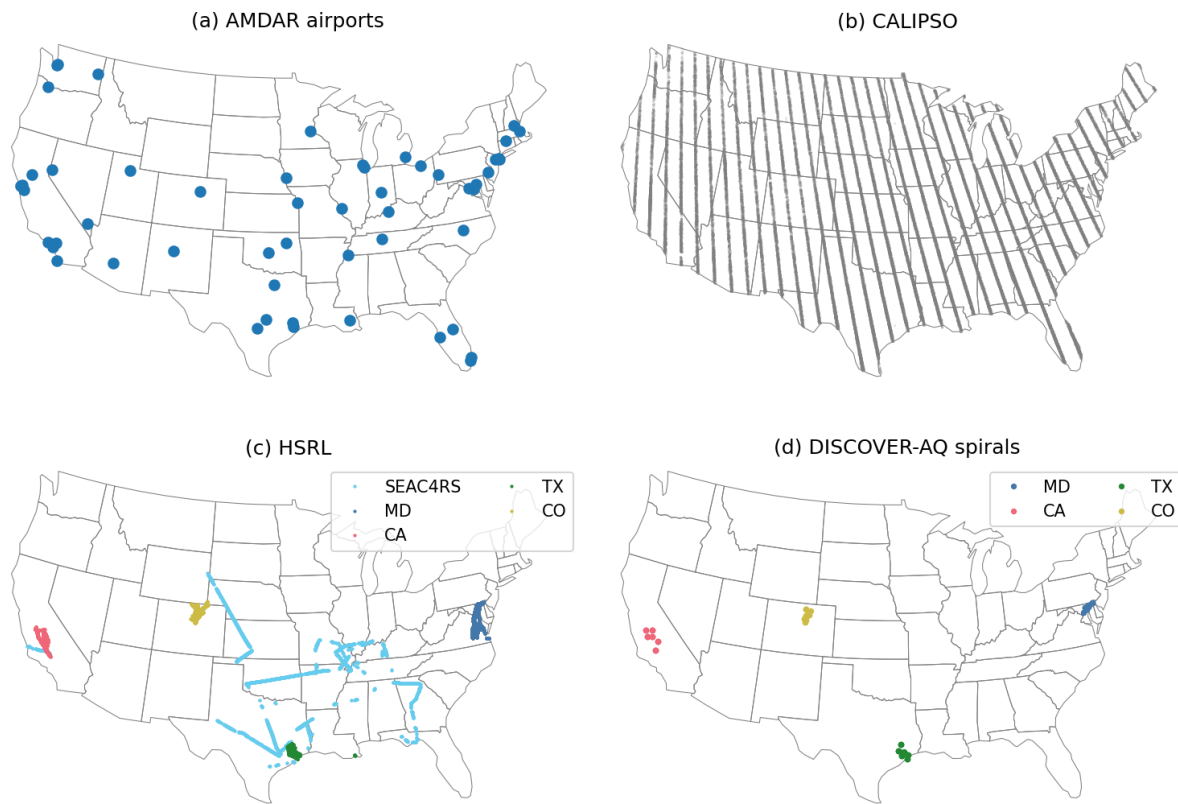 (a) AMDAR airports
(b) CALIPSO
(c) HSRL
SEAC4RS
MD
CA
TX
CO
(d) DISCOVER-AQ spirals
MD
CA
TX
CO